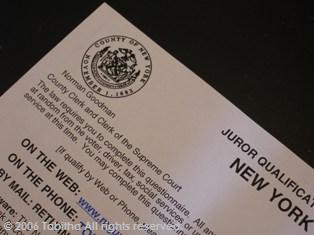 COUNTY OF NEW YORK
Norman Goodman
County Clerk and Clerk of the Supreme Court
The law requires you to complete this questionnaire. All
at random from the voter, driver, tax, social services or
service at this time. You may complete this
(If qualify by Web or Phone,
ON THE WEB:
ON THE PHONE:
BY MAIL:
JUROR
NEW YORK
© 2006 Tabitha All rights reserved.